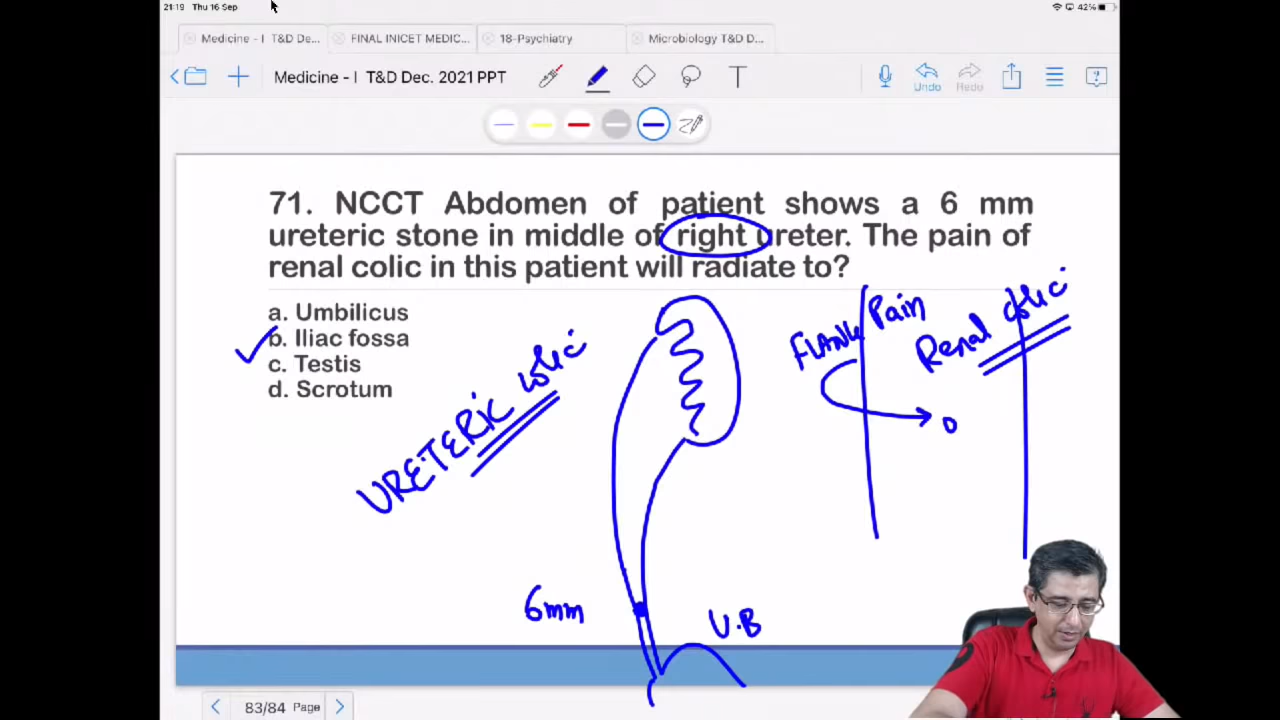 21:19 Thu 16 Sep
42%
Medicine - I T&D De...
FINAL INICET MEDIC...
18-Psychiatry
Microbiology T&D D...
Medicine - I T&D Dec. 2021 PPT
T
Undo
Redo
71. NCCT Abdomen of patient shows a 6 mm
ureteric stone in middle of right ureter. The pain of
renal colic in this patient will radiate to?
a. Umbilicus
b. Iliac fossa
c. Testis
d. Scrotum
URETERIC colic
FLANK Pain
Renal colic
6mm
U.B
83/84 Page